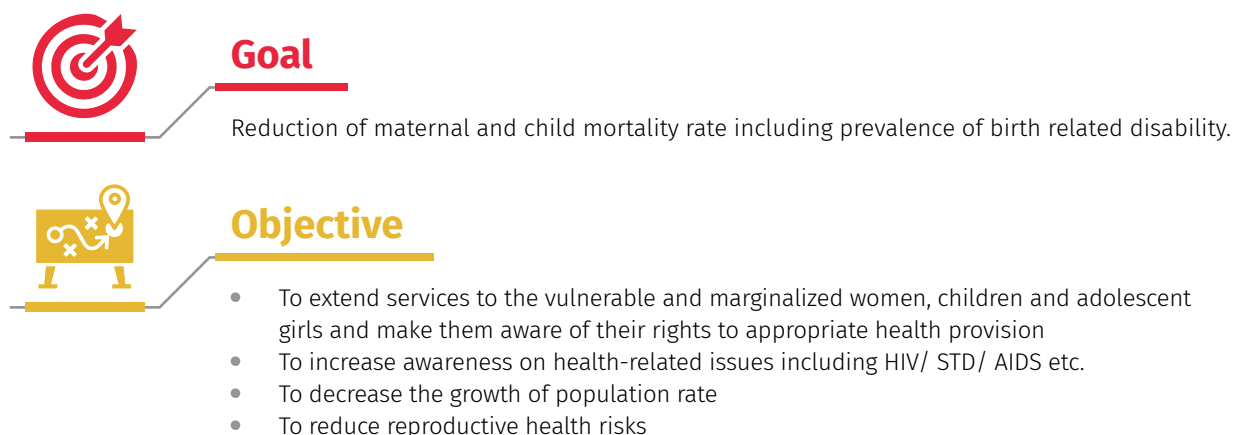 Goal
Reduction of maternal and child mortality rate including prevalence of birth related disability.
Objective
• To extend services to the vulnerable and marginalized women, children and adolescent
girls and make them aware of their rights to appropriate health provision
• To increase awareness on health-related issues including HIV/ STD/ AIDS etc.
• To decrease the growth of population rate
• To reduce reproductive health risks